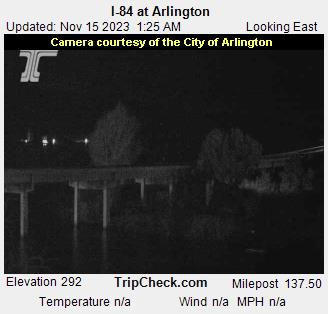 I-84 at Arlington
Updated: Nov 15 2023 1:25 AM Looking East
Camera courtesy of the City of Arlington
Elevation 292 TripCheck.com Milepost 137.50
Temperature n/a Wind n/a MPH n/a